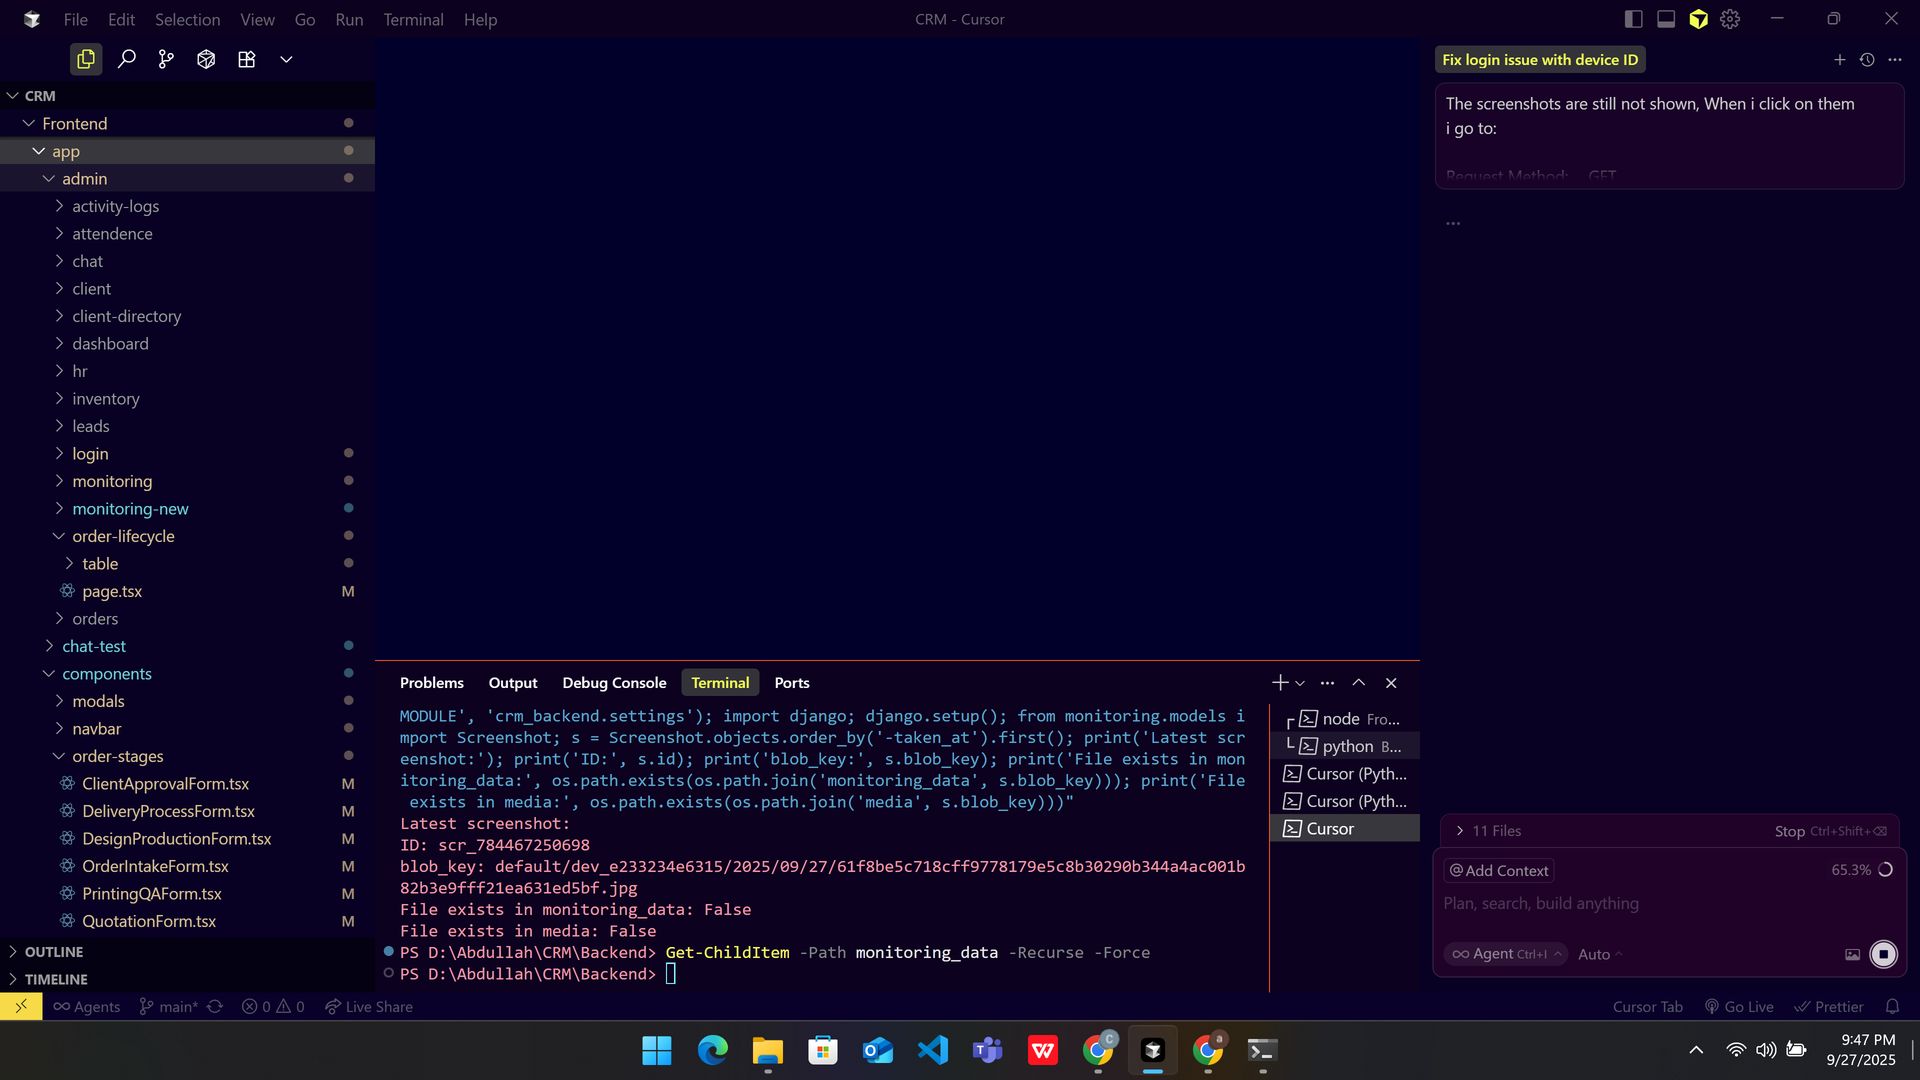 File Edit Selection View Go Run Terminal Help
CRM - Cursor
CRM
Frontend
app
admin
activity-logs
attendence
chat
client
client-directory
dashboard
hr
inventory
leads
login
monitoring
monitoring-new
order-lifecycle
table
page.tsx M
orders
chat-test
components
modals
navbar
order-stages
ClientApprovalForm.tsx M
DeliveryProcessForm.tsx M
DesignProductionForm.tsx M
OrderIntakeForm.tsx M
PrintingQAForm.tsx M
QuotationForm.tsx M
OUTLINE
TIMELINE
Problems Output Debug Console Terminal Ports
MODULE', 'crm_backend.settings'); import django; django.setup(); from monitoring.models i
mport Screenshot; s = Screenshot.objects.order_by('-taken_at').first(); print('Latest scr
eenshot:'); print('ID:', s.id); print('blob_key:', s.blob_key); print('File exists in mon
itoring_data:', os.path.exists(os.path.join('monitoring_data', s.blob_key))); print('File
exists in media:', os.path.exists(os.path.join('media', s.blob_key)))"
Latest screenshot:
ID: scr_784467250698
blob_key: default/dev_e233234e6315/2025/09/27/61f8be5c718cff9778179e5c8b30290b344a4ac001b
82b3e9fff21ea631ed5bf.jpg
File exists in monitoring_data: False
File exists in media: False
PS D:\Abdullah\CRM\Backend> Get-ChildItem -Path monitoring_data -Recurse -Force
PS D:\Abdullah\CRM\Backend>
node Fro...
python B...
Cursor (Pyth...
Cursor (Pyth...
Cursor
Fix login issue with device ID
The screenshots are still not shown, When i click on them
i go to:
Request Method: GET
...
11 Files Stop Ctrl+Shift+⌫
@ Add Context 65.3%
Plan, search, build anything
Agent Ctrl+I Auto
Agents main* 0 0 Live Share
Cursor Tab Go Live Prettier
9:47 PM
9/27/2025